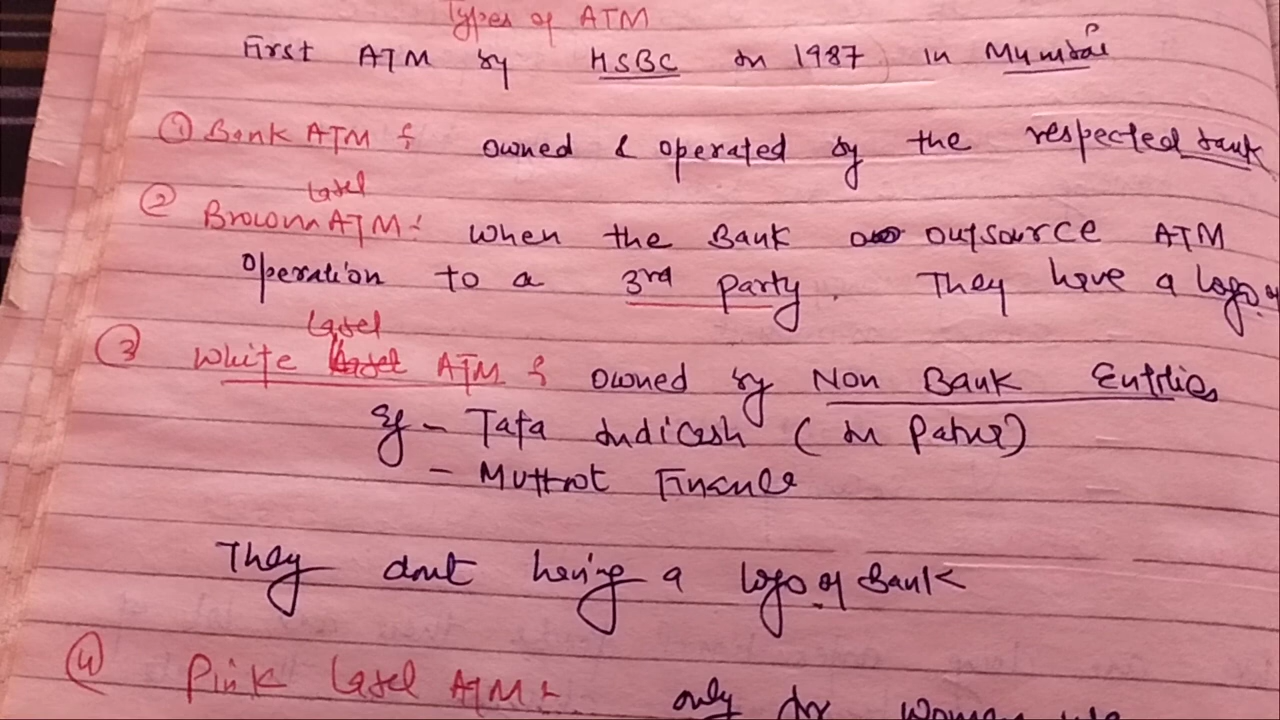 Types of ATM
First ATM by HSBC in 1987 in Mumbai
① Bank ATM : owned & operated by the respected bank
② Brown Label ATM : when the Bank outsource ATM
operation to a 3rd party. They have a logo of
③ White Label ATM : owned by Non Bank Entities
Eg - Tata Indicash (in Patna)
- Muttrot Finance
They dont having a logo of Bank
④ Pink Label ATM : only for women